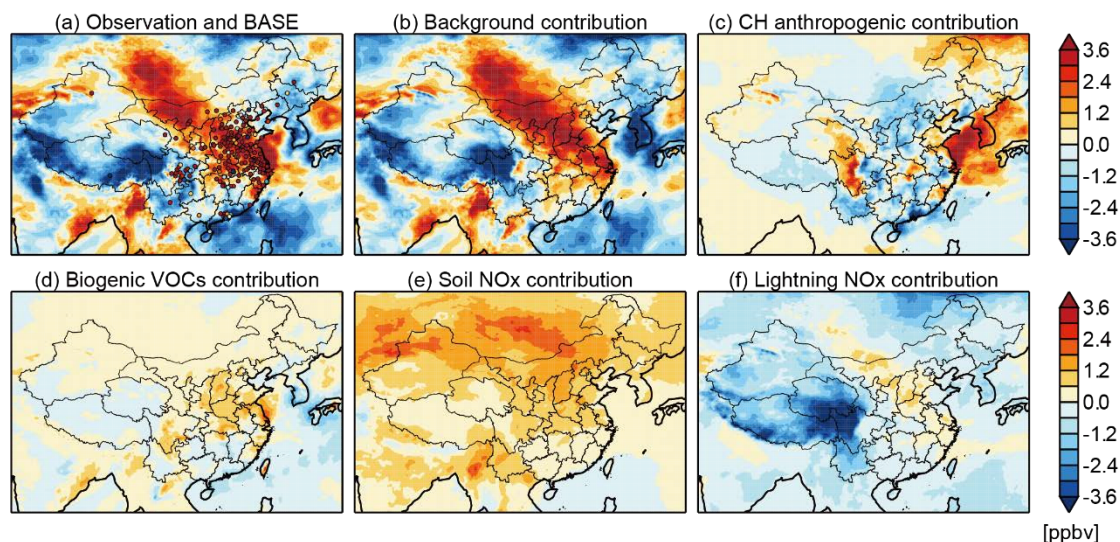 (a) Observation and BASE
(b) Background contribution
(c) CH anthropogenic contribution
3.6
2.4
1.2
0.0
-1.2
-2.4
-3.6
(d) Biogenic VOCs contribution
(e) Soil NOx contribution
(f) Lightning NOx contribution
3.6
2.4
1.2
0.0
-1.2
-2.4
-3.6
[ppbv]